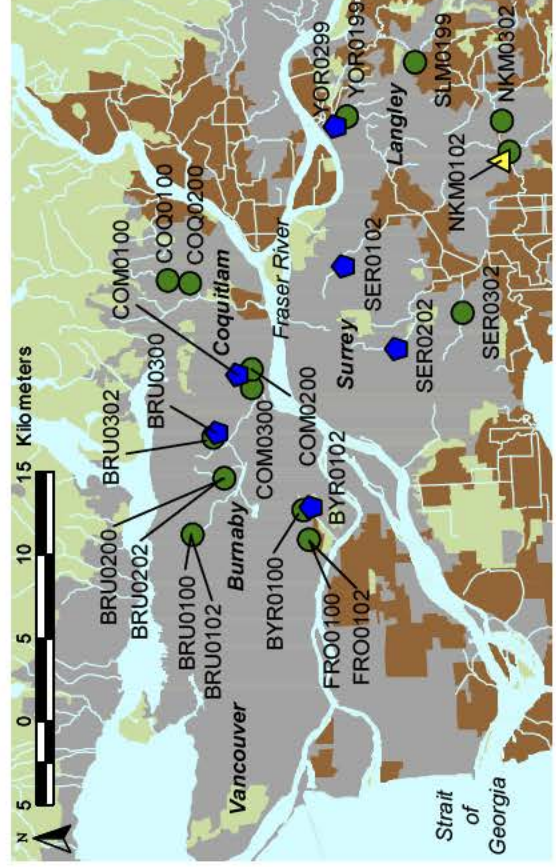 N
5 0 5 10 15 Kilometers
BRU0302
BRU0300
BRU0200
BRU0202
BRU0100
BRU0102
COM0100
COQ0100
COQ0200
Coquitlam
Vancouver
Burnaby
COM0300
COM0200
Fraser River
BYR0100
BYR0102
FRO0100
FRO0102
YOR0299
YOR0199
SER0102
Surrey
SER0202
SER0302
Langley
SLM0199
NKM0102
NKM0302
Strait
of
Georgia